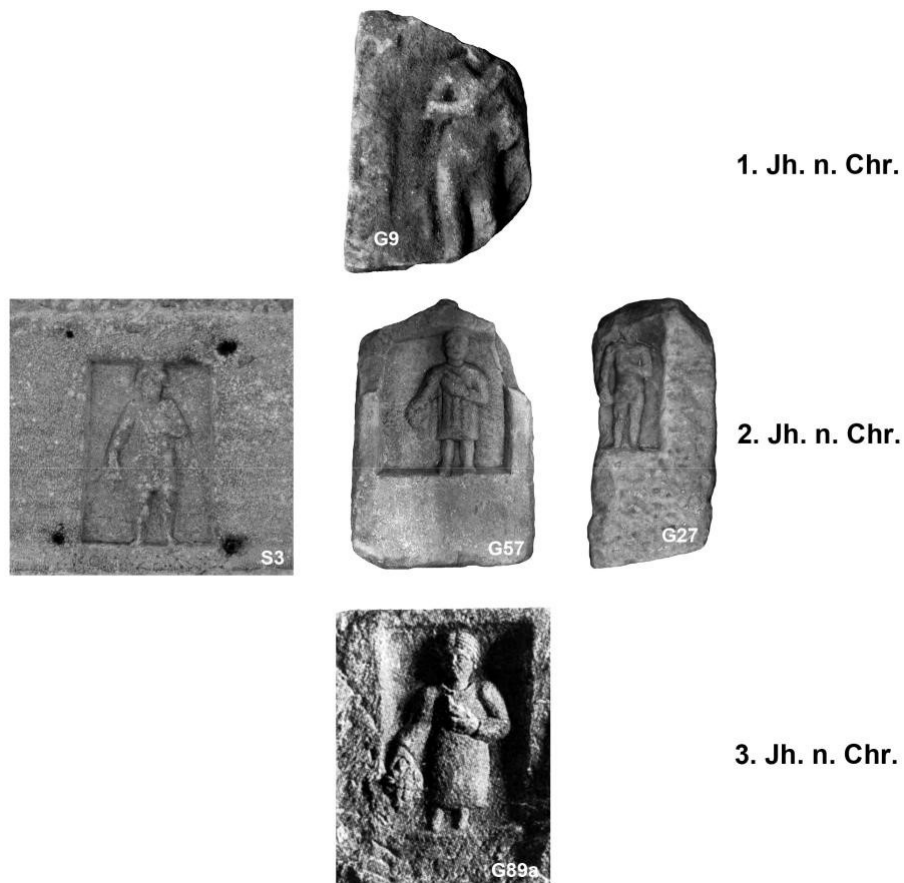 G9
1. Jh. n. Chr.
S3
G57
G27
2. Jh. n. Chr.
G89a
3. Jh. n. Chr.